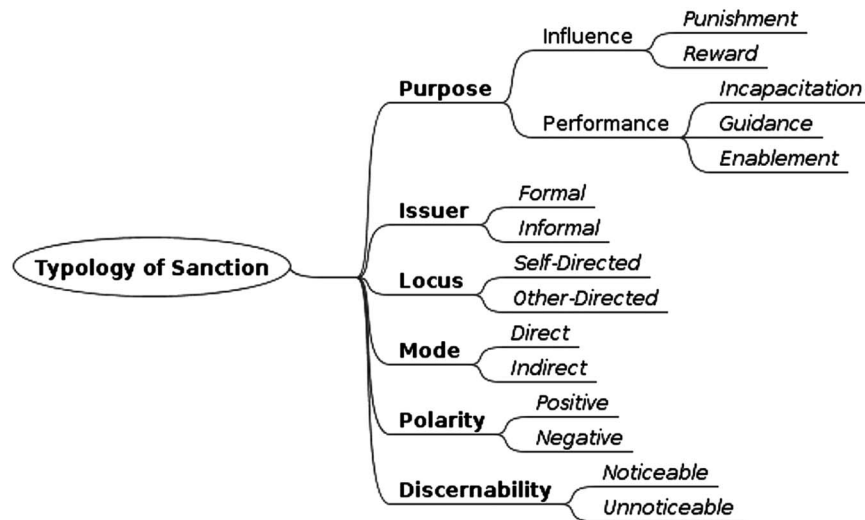 Typology of Sanction
Purpose
Influence
Punishment
Reward
Performance
Incapacitation
Guidance
Enablement
Issuer
Formal
Informal
Locus
Self-Directed
Other-Directed
Mode
Direct
Indirect
Polarity
Positive
Negative
Discernability
Noticeable
Unnoticeable